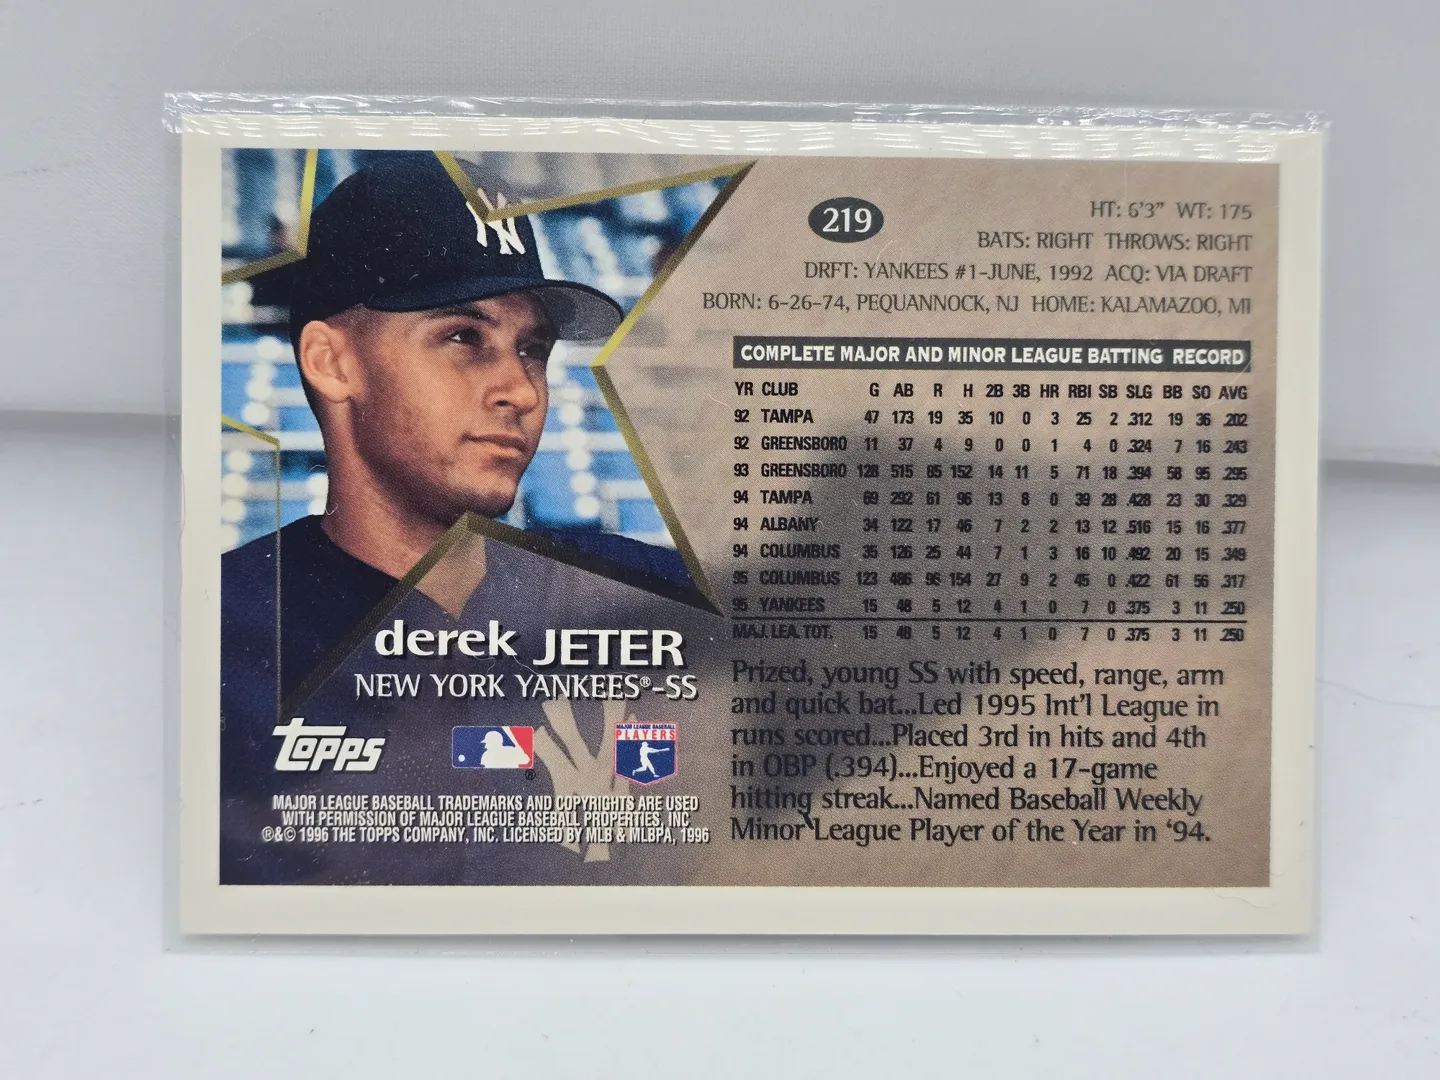 NY
219
HT: 6'3" WT: 175
BATS: RIGHT THROWS: RIGHT
DRFT: YANKEES #1-JUNE, 1992 ACQ: VIA DRAFT
BORN: 6-26-74, PEQUANNOCK, NJ HOME: KALAMAZOO, MI
COMPLETE MAJOR AND MINOR LEAGUE BATTING RECORD
YR CLUB G AB R H 2B 3B HR RBI SB SLG BB SO AVG
92 TAMPA 47 173 19 35 10 0 3 25 2 .312 19 36 .202
92 GREENSBORO 11 37 4 9 0 0 1 4 0 .324 7 16 .243
93 GREENSBORO 128 515 85 152 14 11 5 71 18 .394 58 95 .295
94 TAMPA 69 292 61 96 13 8 0 39 28 .428 23 30 .329
94 ALBANY 34 122 17 46 7 2 2 13 12 .516 15 16 .377
94 COLUMBUS 35 126 25 44 7 1 3 16 10 .492 20 15 .349
95 COLUMBUS 123 486 96 154 27 9 2 45 0 .422 61 56 .317
95 YANKEES 15 48 5 12 4 1 0 7 0 .375 3 11 .250
MAJ. LEA. TOT. 15 48 5 12 4 1 0 7 0 .375 3 11 .250
Prized, young SS with speed, range, arm
and quick bat...Led 1995 Int'l League in
runs scored...Placed 3rd in hits and 4th
in OBP (.394)...Enjoyed a 17-game
hitting streak...Named Baseball Weekly
Minor League Player of the Year in '94.
derek JETER
NEW YORK YANKEES®-SS
TOPPS
®
MAJOR LEAGUE BASEBALL
PLAYERS
MAJOR LEAGUE BASEBALL TRADEMARKS AND COPYRIGHTS ARE USED
WITH PERMISSION OF MAJOR LEAGUE BASEBALL PROPERTIES, INC
®&© 1996 THE TOPPS COMPANY, INC. LICENSED BY MLB & MLBPA, 1996